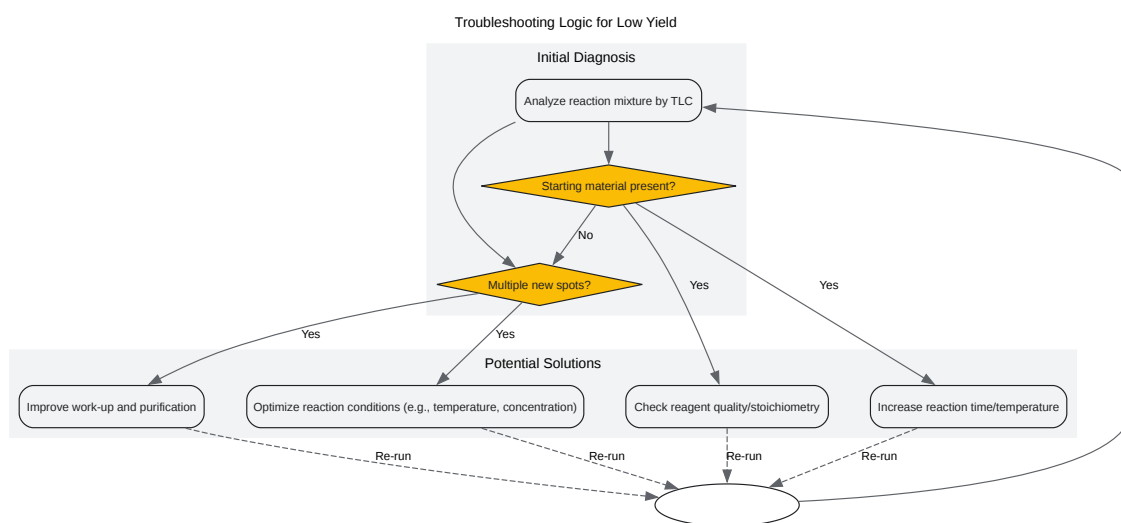 Troubleshooting Logic for Low Yield
Initial Diagnosis
Analyze reaction mixture by TLC
Starting material present?
No
Multiple new spots?
Yes
Yes
Yes
Yes
Potential Solutions
Improve work-up and purification
Optimize reaction conditions (e.g., temperature, concentration)
Check reagent quality/stoichiometry
Increase reaction time/temperature
Re-run
Re-run
Re-run
Re-run